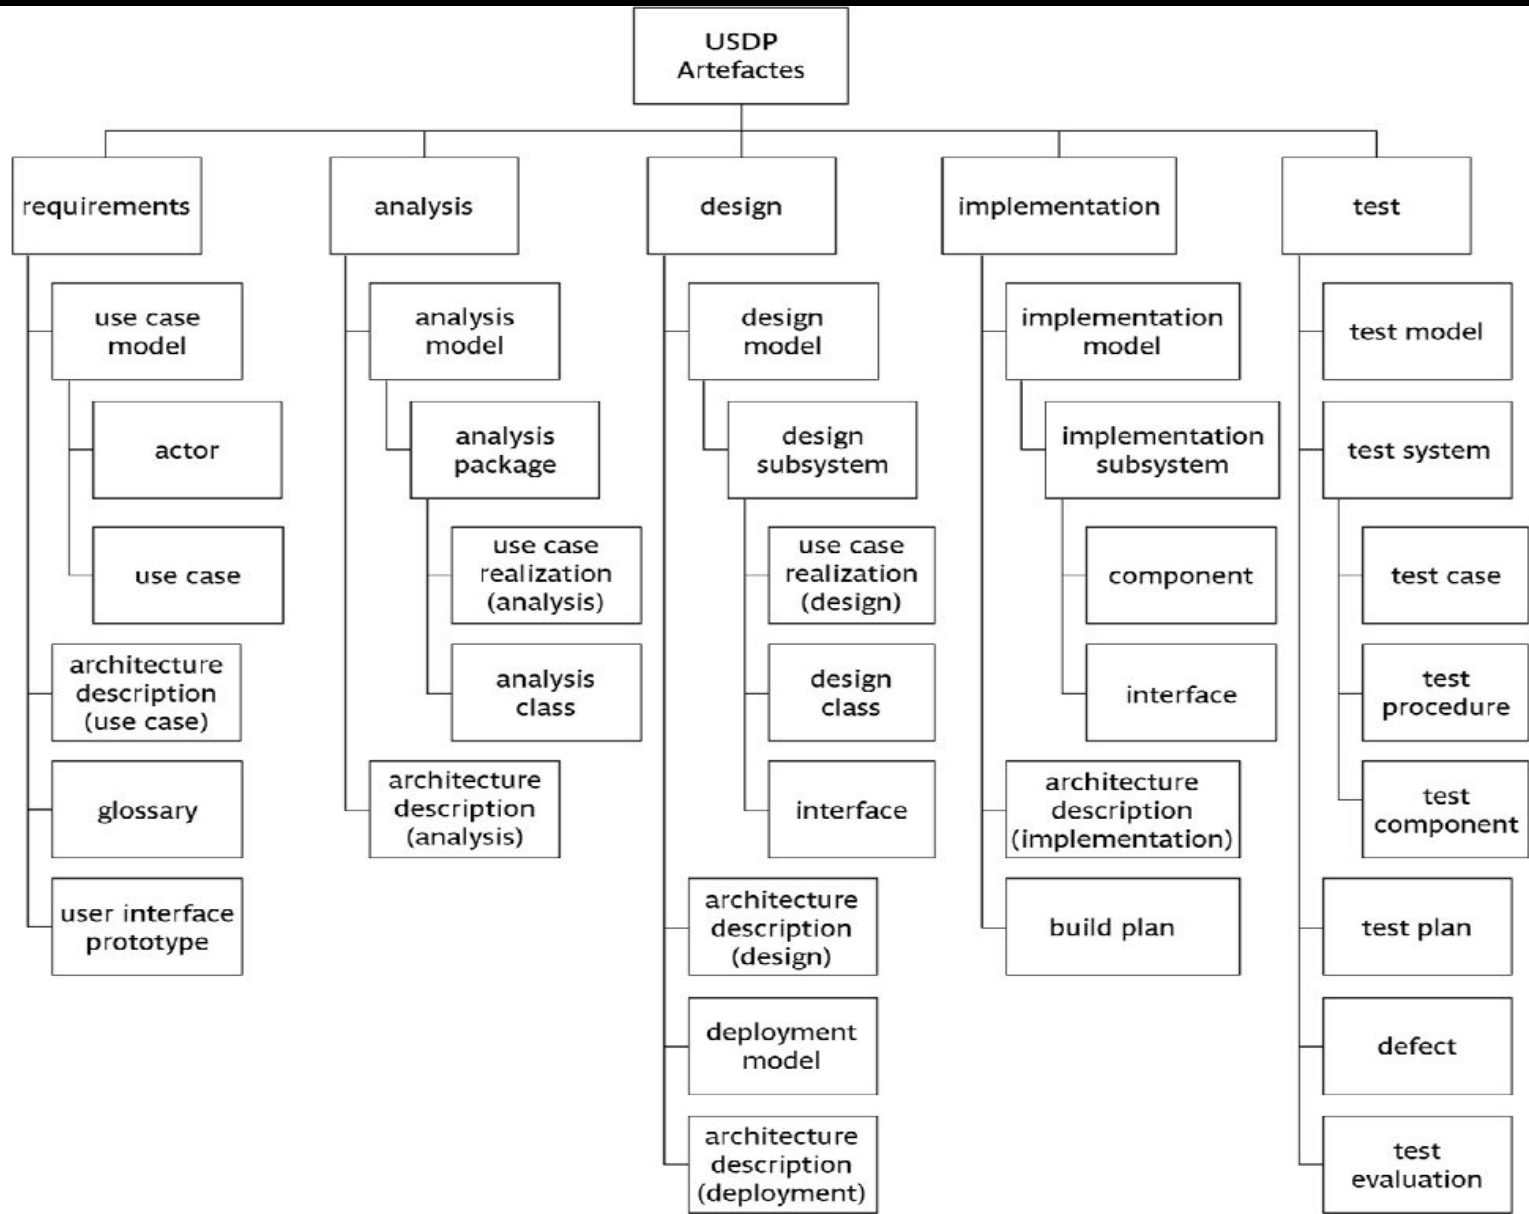 USDP
Artefactes
requirements
analysis
design
implementation
test
use case
model
actor
use case
architecture
description
(use case)
glossary
user interface
prototype
analysis
model
analysis
package
use case
realization
(analysis)
analysis
class
architecture
description
(analysis)
design
model
design
subsystem
use case
realization
(design)
design
class
interface
architecture
description
(design)
deployment
model
architecture
description
(deployment)
implementation
model
implementation
subsystem
component
interface
architecture
description
(implementation)
build plan
test model
test system
test case
test
procedure
test
component
test plan
defect
test
evaluation